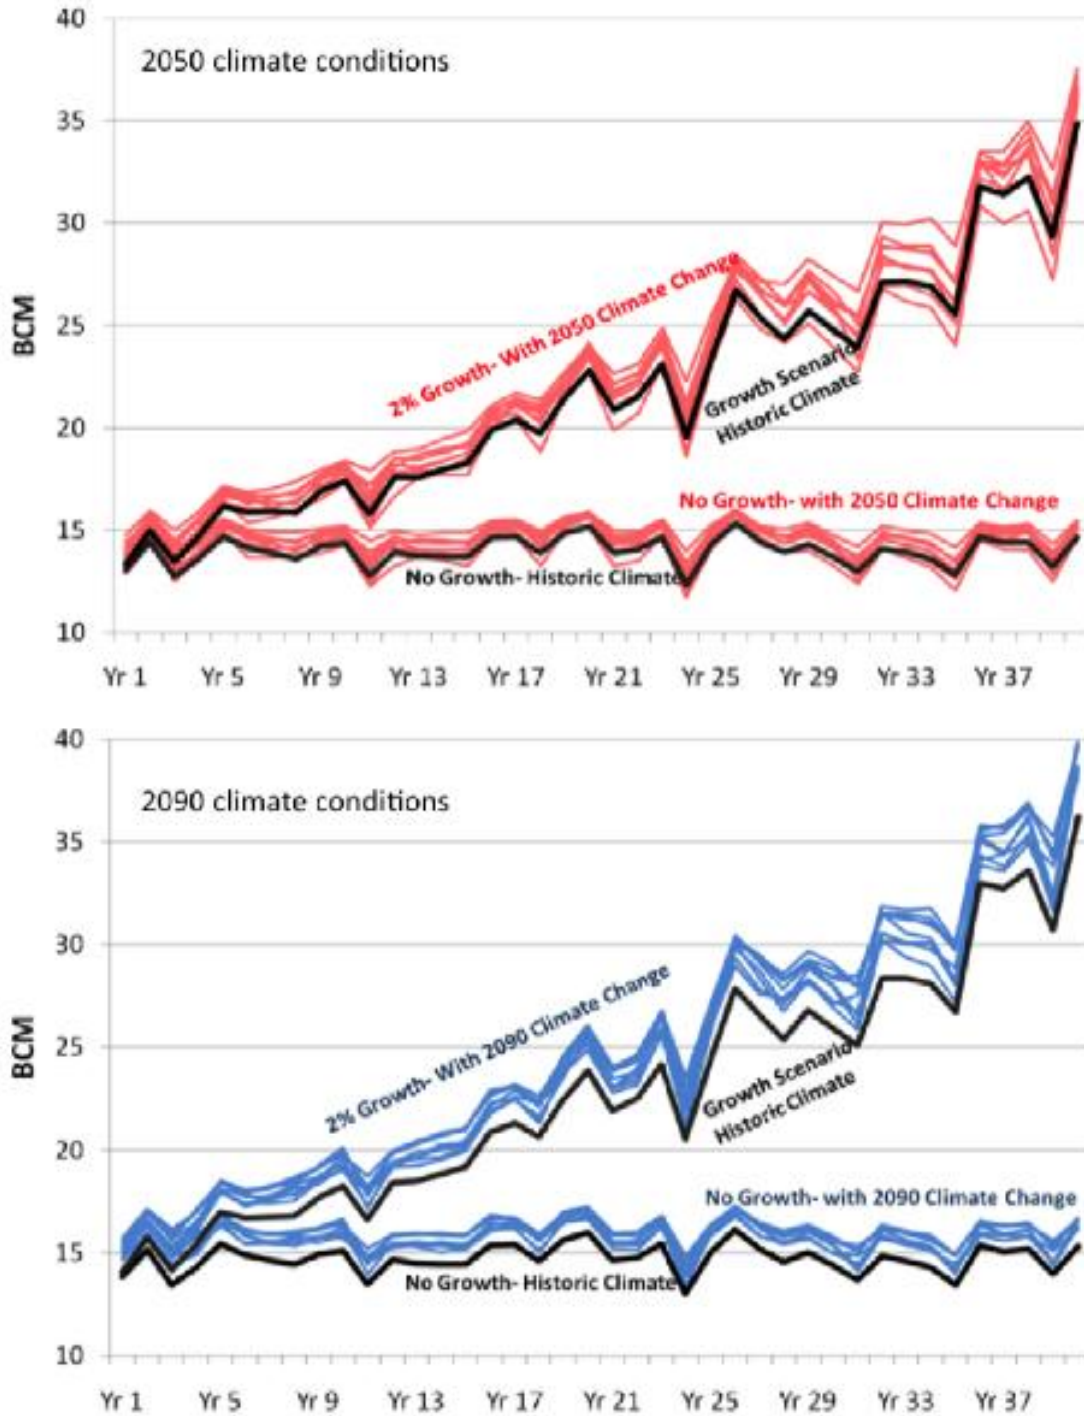 40
2050 climate conditions
35
30
BCM
2% Growth- With 2050 Climate Change
25
Growth Scenario
Historic Climate
20
No Growth- with 2050 Climate Change
15
No Growth- Historic Climate
10
Yr 1 Yr 5 Yr 9 Yr 13 Yr 17 Yr 21 Yr 25 Yr 29 Yr 33 Yr 37
40
2090 climate conditions
35
30
2% Growth- With 2090 Climate Change
BCM
25
Growth Scenario
Historic Climate
20
No Growth- with 2090 Climate Change
15
No Growth- Historic Climate
10
Yr 1 Yr 5 Yr 9 Yr 13 Yr 17 Yr 21 Yr 25 Yr 29 Yr 33 Yr 37